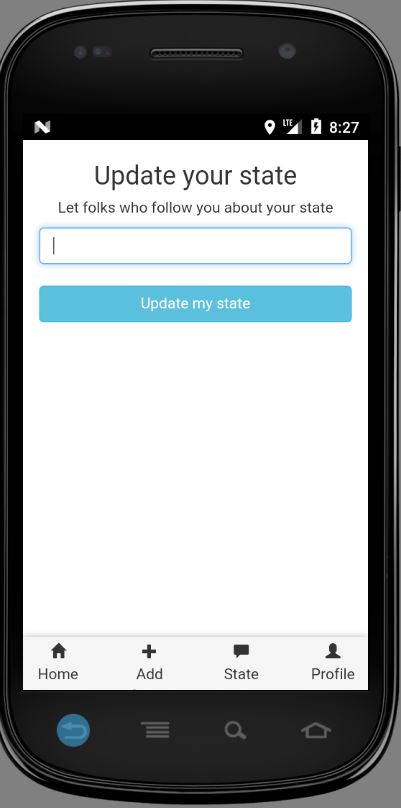 LTE 8:27
Update your state
Let folks who follow you about your state
Update my state
Home Add State Profile